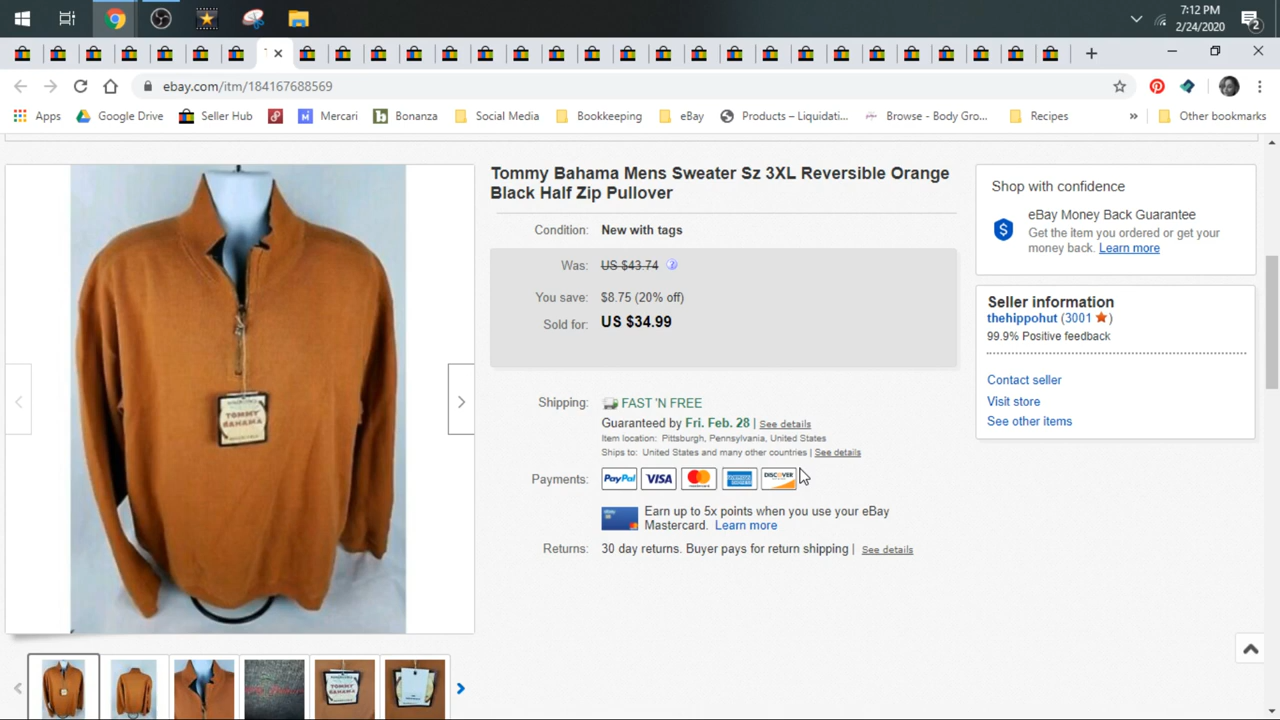 7:12 PM
2/24/2020
2
ebay.com/itm/184167688569
Apps
Google Drive
Seller Hub
Mercari
Bonanza
Social Media
Bookkeeping
eBay
Products – Liquidati...
Browse - Body Gro...
Recipes
»
Other bookmarks
Tommy Bahama Mens Sweater Sz 3XL Reversible Orange
Black Half Zip Pullover
Condition: New with tags
Was: US $43.74
You save: $8.75 (20% off)
Sold for: US $34.99
Shipping: FAST 'N FREE
Guaranteed by Fri. Feb. 28 | See details
Item location: Pittsburgh, Pennsylvania, United States
Ships to: United States and many other countries | See details
Payments: PayPal VISA MasterCard AMERICAN EXPRESS DISCOVER
Earn up to 5x points when you use your eBay
Mastercard. Learn more
Returns: 30 day returns. Buyer pays for return shipping | See details
Shop with confidence
eBay Money Back Guarantee
Get the item you ordered or get your
money back. Learn more
Seller information
thehippohut (3001 )
99.9% Positive feedback
Contact seller
Visit store
See other items
TOMMY
BAHAMA
TOMMY
BAHAMA